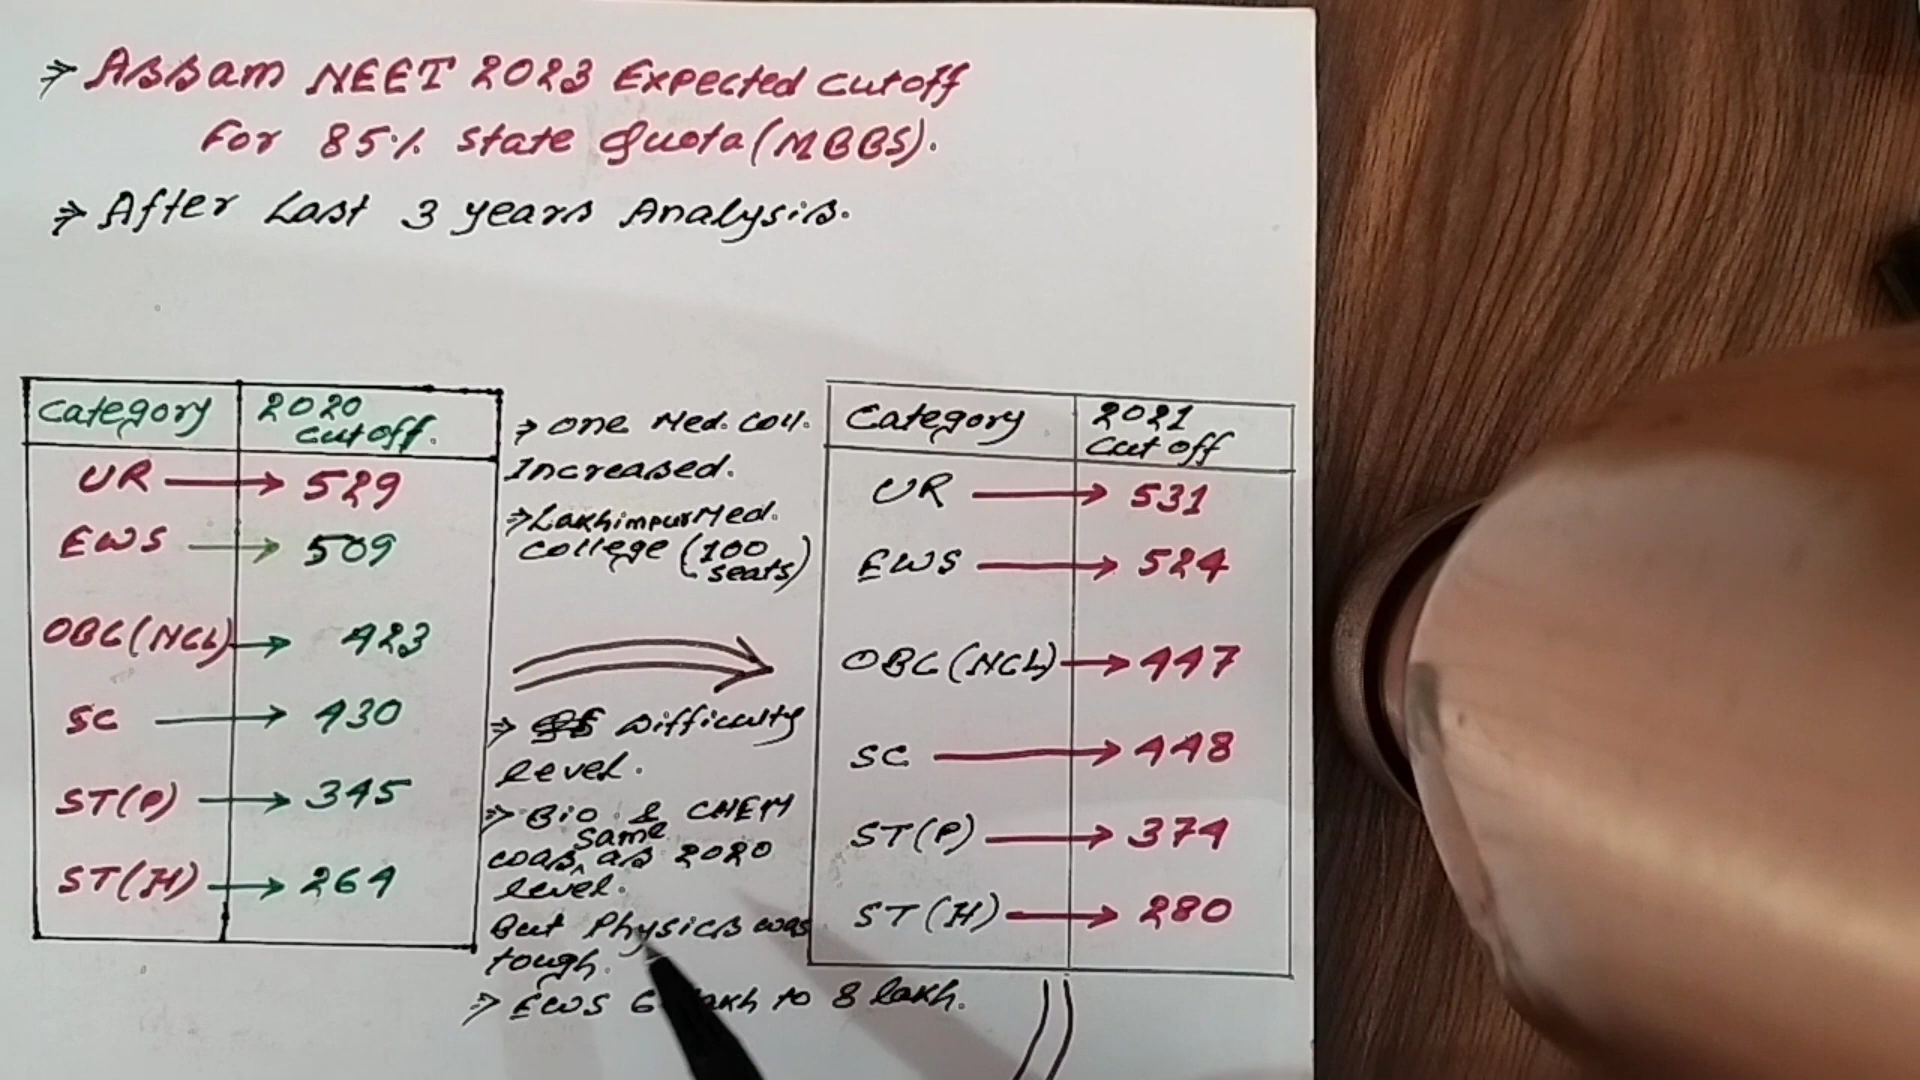 ⇒ Assam NEET 2023 Expected cutoff
For 85% state Quota (MBBS).
⇒ After Last 3 years Analysis.
Category 2020 cutoff.
UR → 529
EWS → 509
OBC(NCL) → 423
SC → 430
ST(P) → 345
ST(H) → 264
⇒ one Med. coll.
Increased.
⇒ Lakhimpur Med.
college (100 seats)
⇒ Difficulty
level.
⇒ Bio & CHEM
coas same as 2020
level.
But Physics was
tough.
⇒ EWS 6 lakh to 8 lakh.
Category 2021 Cut off
UR → 531
EWS → 524
OBC (NCL) → 447
SC → 448
ST(P) → 374
ST(H) → 280